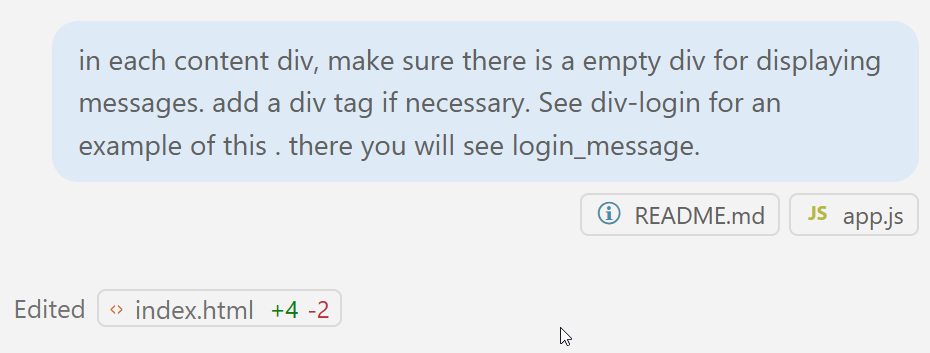 in each content div, make sure there is a empty div for displaying
messages. add a div tag if necessary. See div-login for an
example of this . there you will see login_message.
README.md JS app.js
Edited <> index.html +4 -2